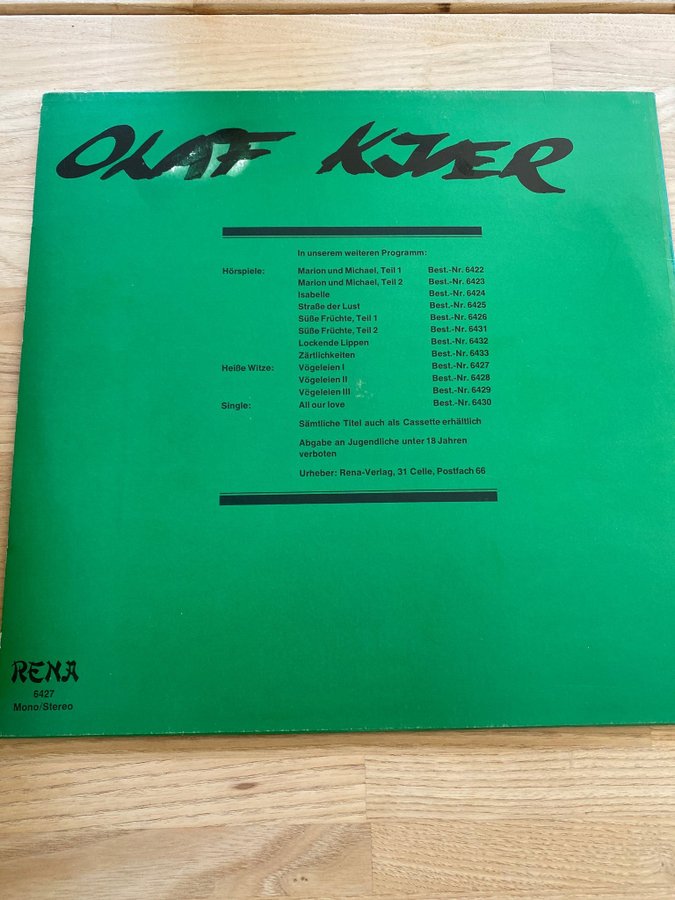 OLAF KJAER
In unserem weiteren Programm:
Hörspiele: Marion und Michael, Teil 1 Best.-Nr. 6422
Marion und Michael, Teil 2 Best.-Nr. 6423
Isabelle Best.-Nr. 6424
Straße der Lust Best.-Nr. 6425
Süße Früchte, Teil 1 Best.-Nr. 6426
Süße Früchte, Teil 2 Best.-Nr. 6431
Lockende Lippen Best.-Nr. 6432
Zärtlichkeiten Best.-Nr. 6433
Heiße Witze: Vögeleien I Best.-Nr. 6427
Vögeleien II Best.-Nr. 6428
Vögeleien III Best.-Nr. 6429
Single: All our love Best.-Nr. 6430
Sämtliche Titel auch als Cassette erhältlich
Abgabe an Jugendliche unter 18 Jahren
verboten
Urheber: Rena-Verlag, 31 Celle, Postfach 66
RENA
6427
Mono/Stereo